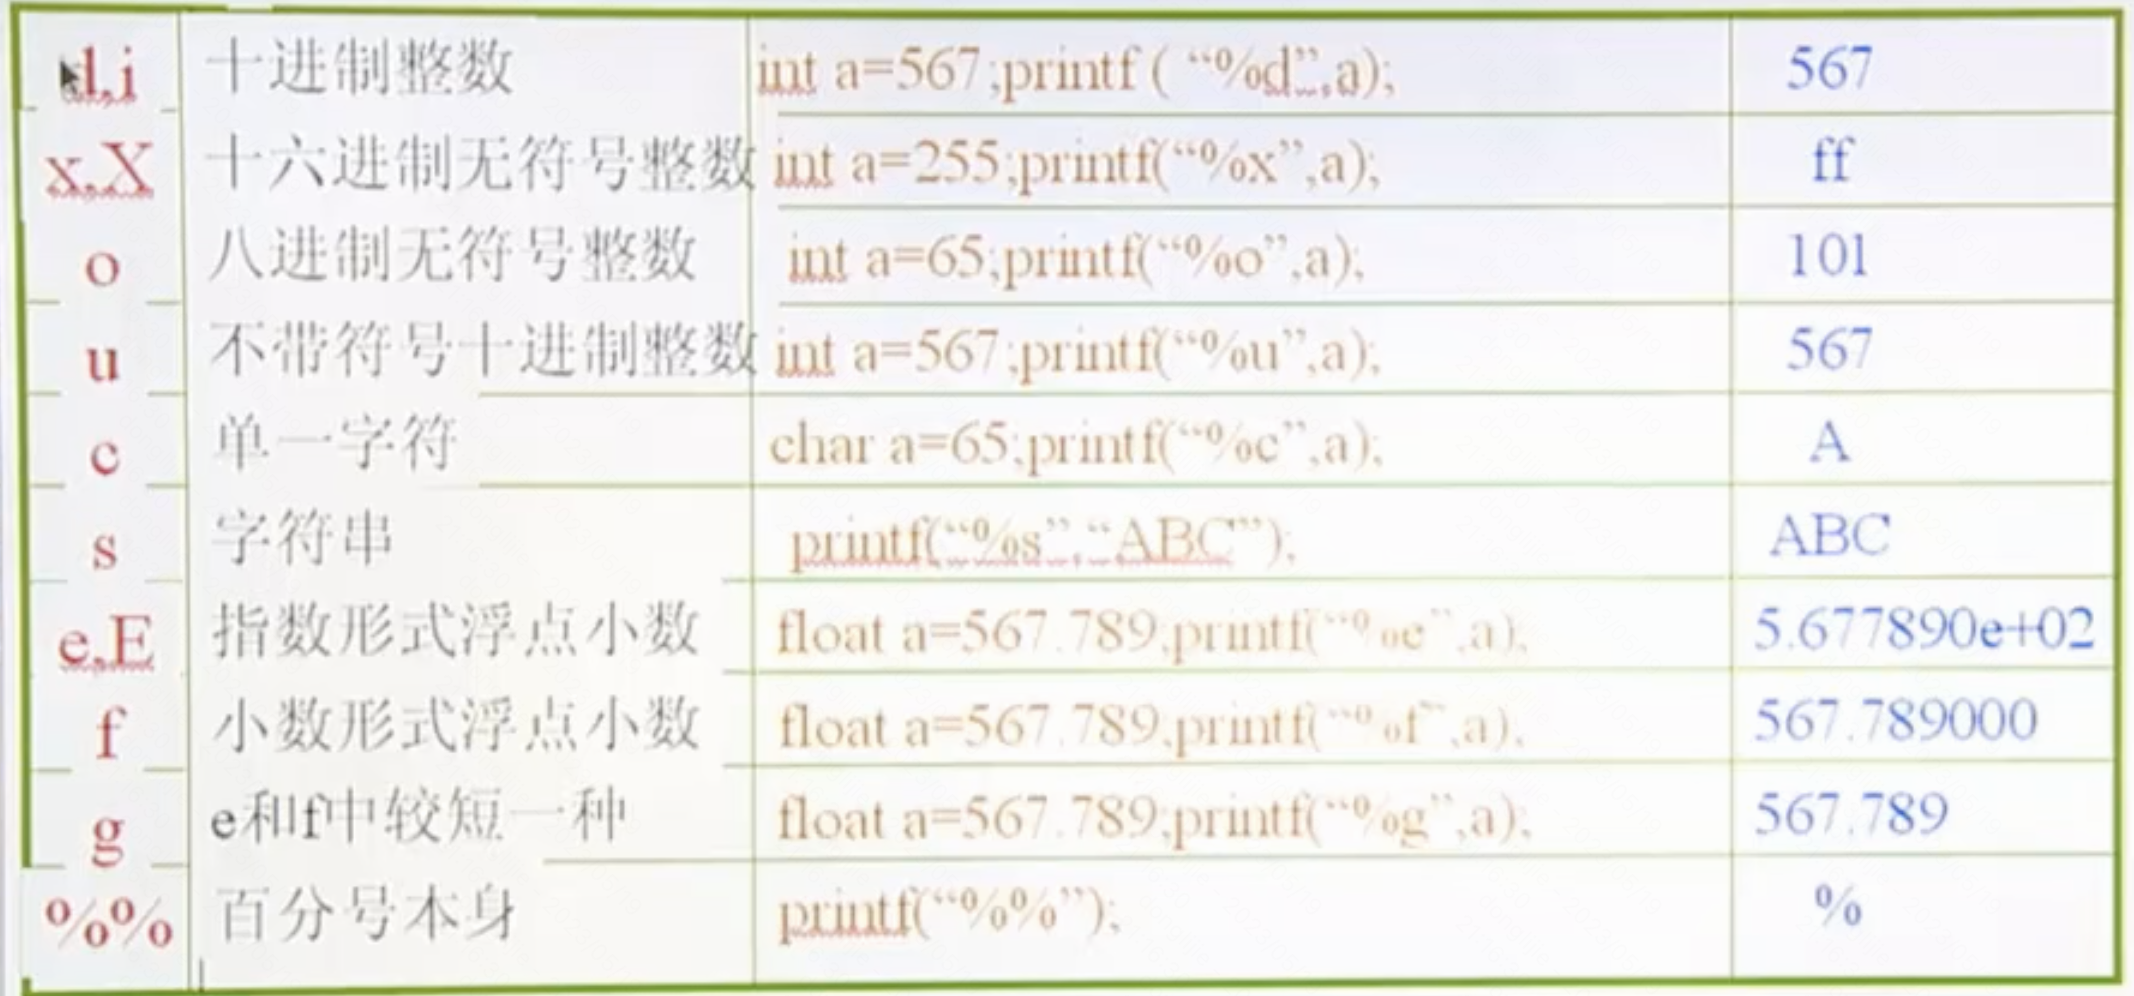 d,i 十进制整数 int a=567;printf ( “%d”,a); 567
x,X 十六进制无符号整数 int a=255;printf(“%x”,a); ff
o 八进制无符号整数 int a=65;printf(“%o”,a); 101
u 不带符号十进制整数 int a=567;printf(“%u”,a); 567
c 单一字符 char a=65;printf(“%c”,a); A
s 字符串 printf(“%s”,“ABC”); ABC
e,E 指数形式浮点小数 float a=567.789;printf(“%e”,a); 5.677890e+02
f 小数形式浮点小数 float a=567.789;printf(“%f”,a); 567.789000
g e和f中较短一种 float a=567.789;printf(“%g”,a); 567.789
%% 百分号本身 printf(“%%”); %